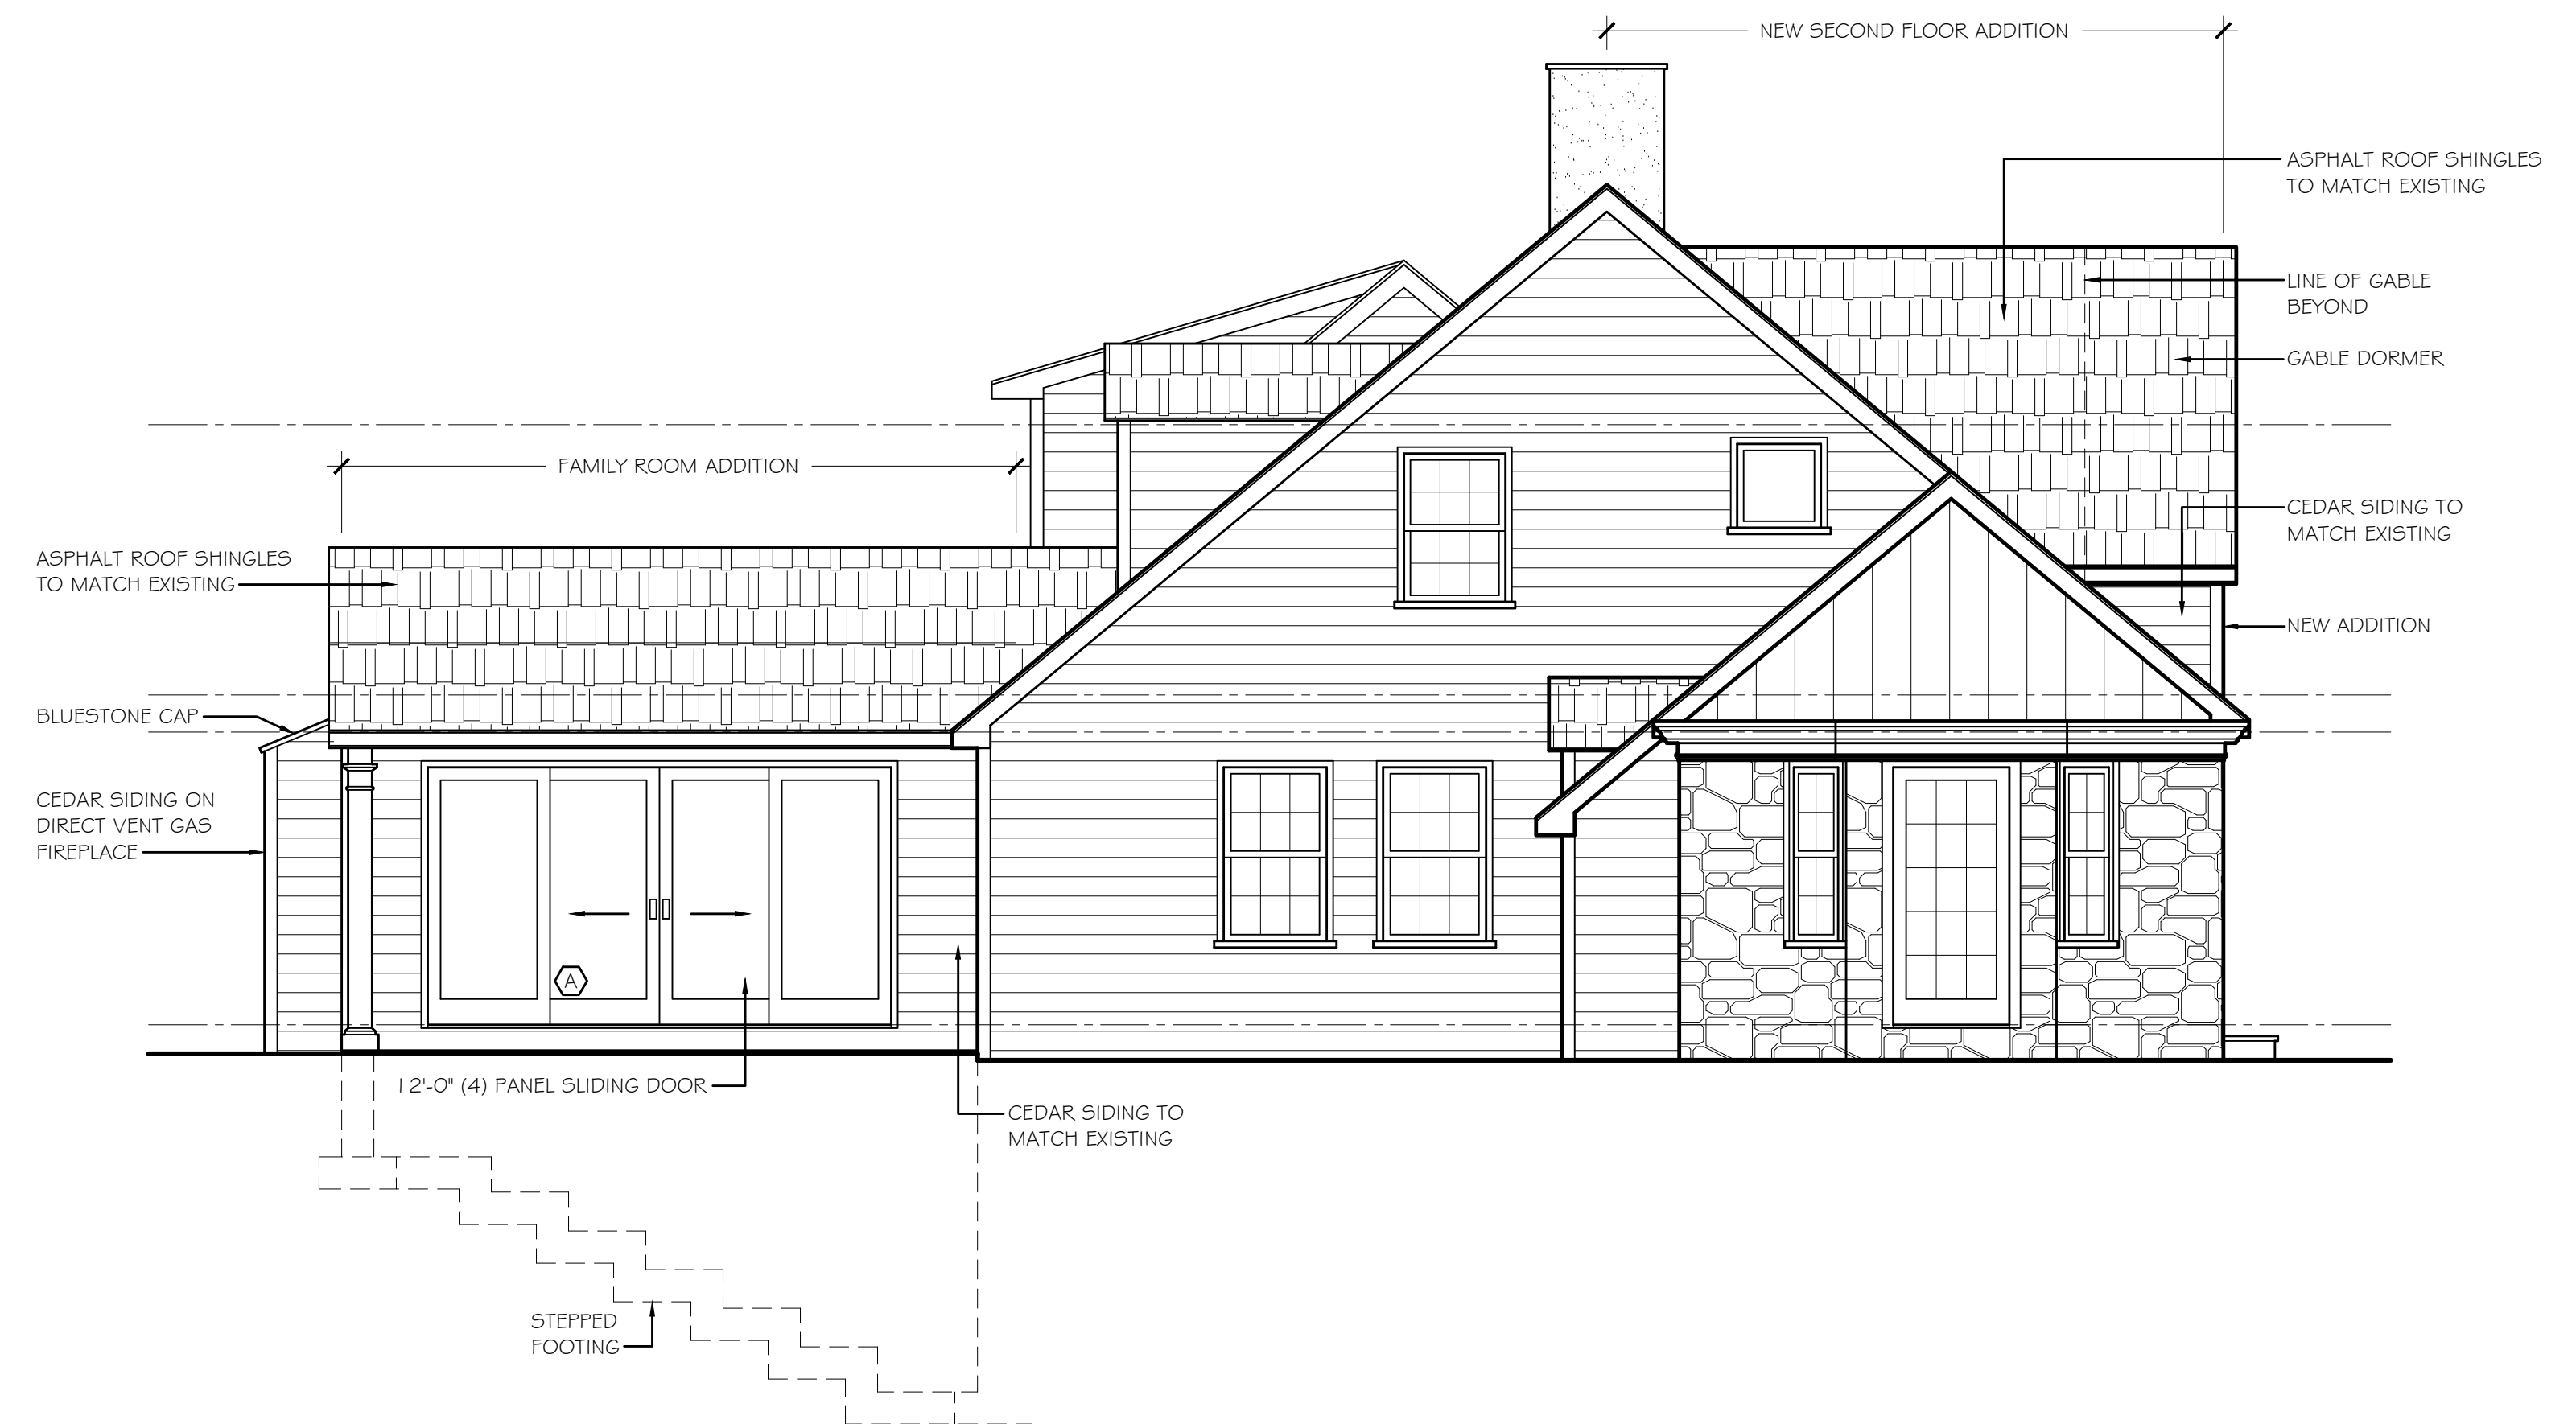 NEW SECOND FLOOR ADDITION
ASPHALT ROOF SHINGLES
TO MATCH EXISTING
LINE OF GABLE
BEYOND
GABLE DORMER
FAMILY ROOM ADDITION
CEDAR SIDING TO
MATCH EXISTING
ASPHALT ROOF SHINGLES
TO MATCH EXISTING
NEW ADDITION
BLUESTONE CAP
CEDAR SIDING ON
DIRECT VENT GAS
FIREPLACE
A
12'-0" (4) PANEL SLIDING DOOR
CEDAR SIDING TO
MATCH EXISTING
STEPPED
FOOTING